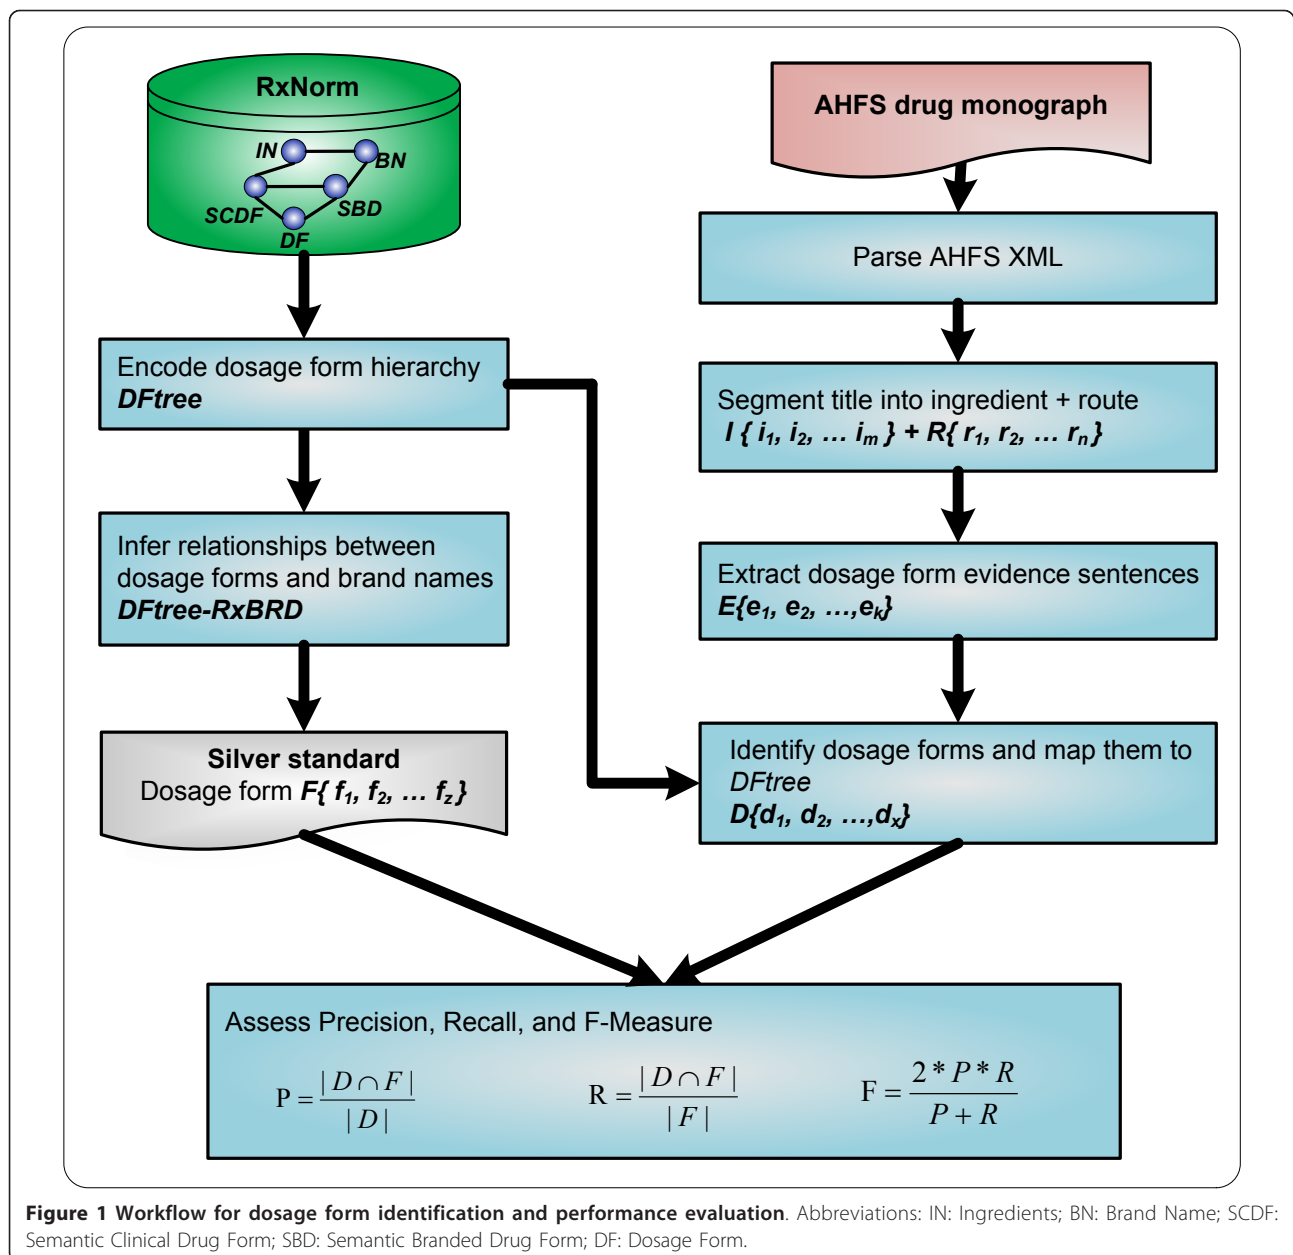 RxNorm
IN
BN
SCDF
SBD
DF
Encode dosage form hierarchy
DFtree
Infer relationships between
dosage forms and brand names
DFtree-RxBRD
Silver standard
Dosage form F{ f1, f2, … fz}
AHFS drug monograph
Parse AHFS XML
Segment title into ingredient + route
I { i1, i2, … im } + R{ r1, r2, … rn}
Extract dosage form evidence sentences
E{e1, e2, …,ek}
Identify dosage forms and map them to
DFtree
D{d1, d2, …,dx}
Assess Precision, Recall, and F-Measure
P = | D ∩ F | / | D |
R = | D ∩ F | / | F |
F = 2 * P * R / P + R
Figure 1 Workflow for dosage form identification and performance evaluation. Abbreviations: IN: Ingredients; BN: Brand Name; SCDF:
Semantic Clinical Drug Form; SBD: Semantic Branded Drug Form; DF: Dosage Form.